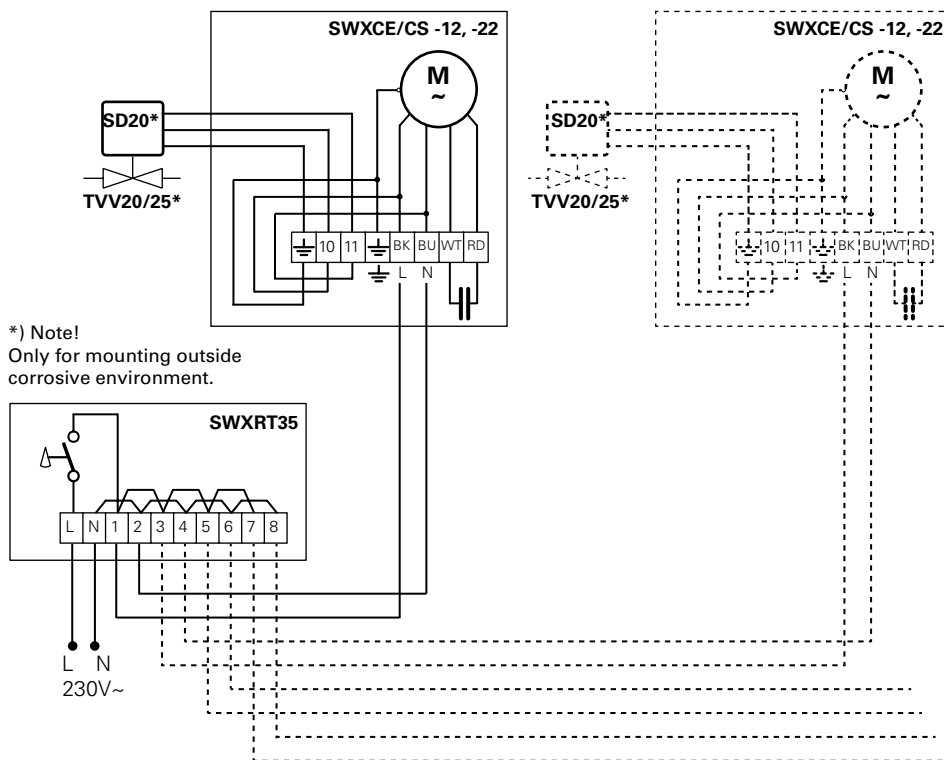 SWXCE/CS -12, -22
M
~
SD20*
TVV20/25*
10 11 BK BU WT RD
L N
SWXCE/CS -12, -22
M
~
SD20*
TVV20/25*
10 11 BK BU WT RD
L N
*) Note!
Only for mounting outside
corrosive environment.
SWXRT35
L N 1 2 3 4 5 6 7 8
L N
230V~